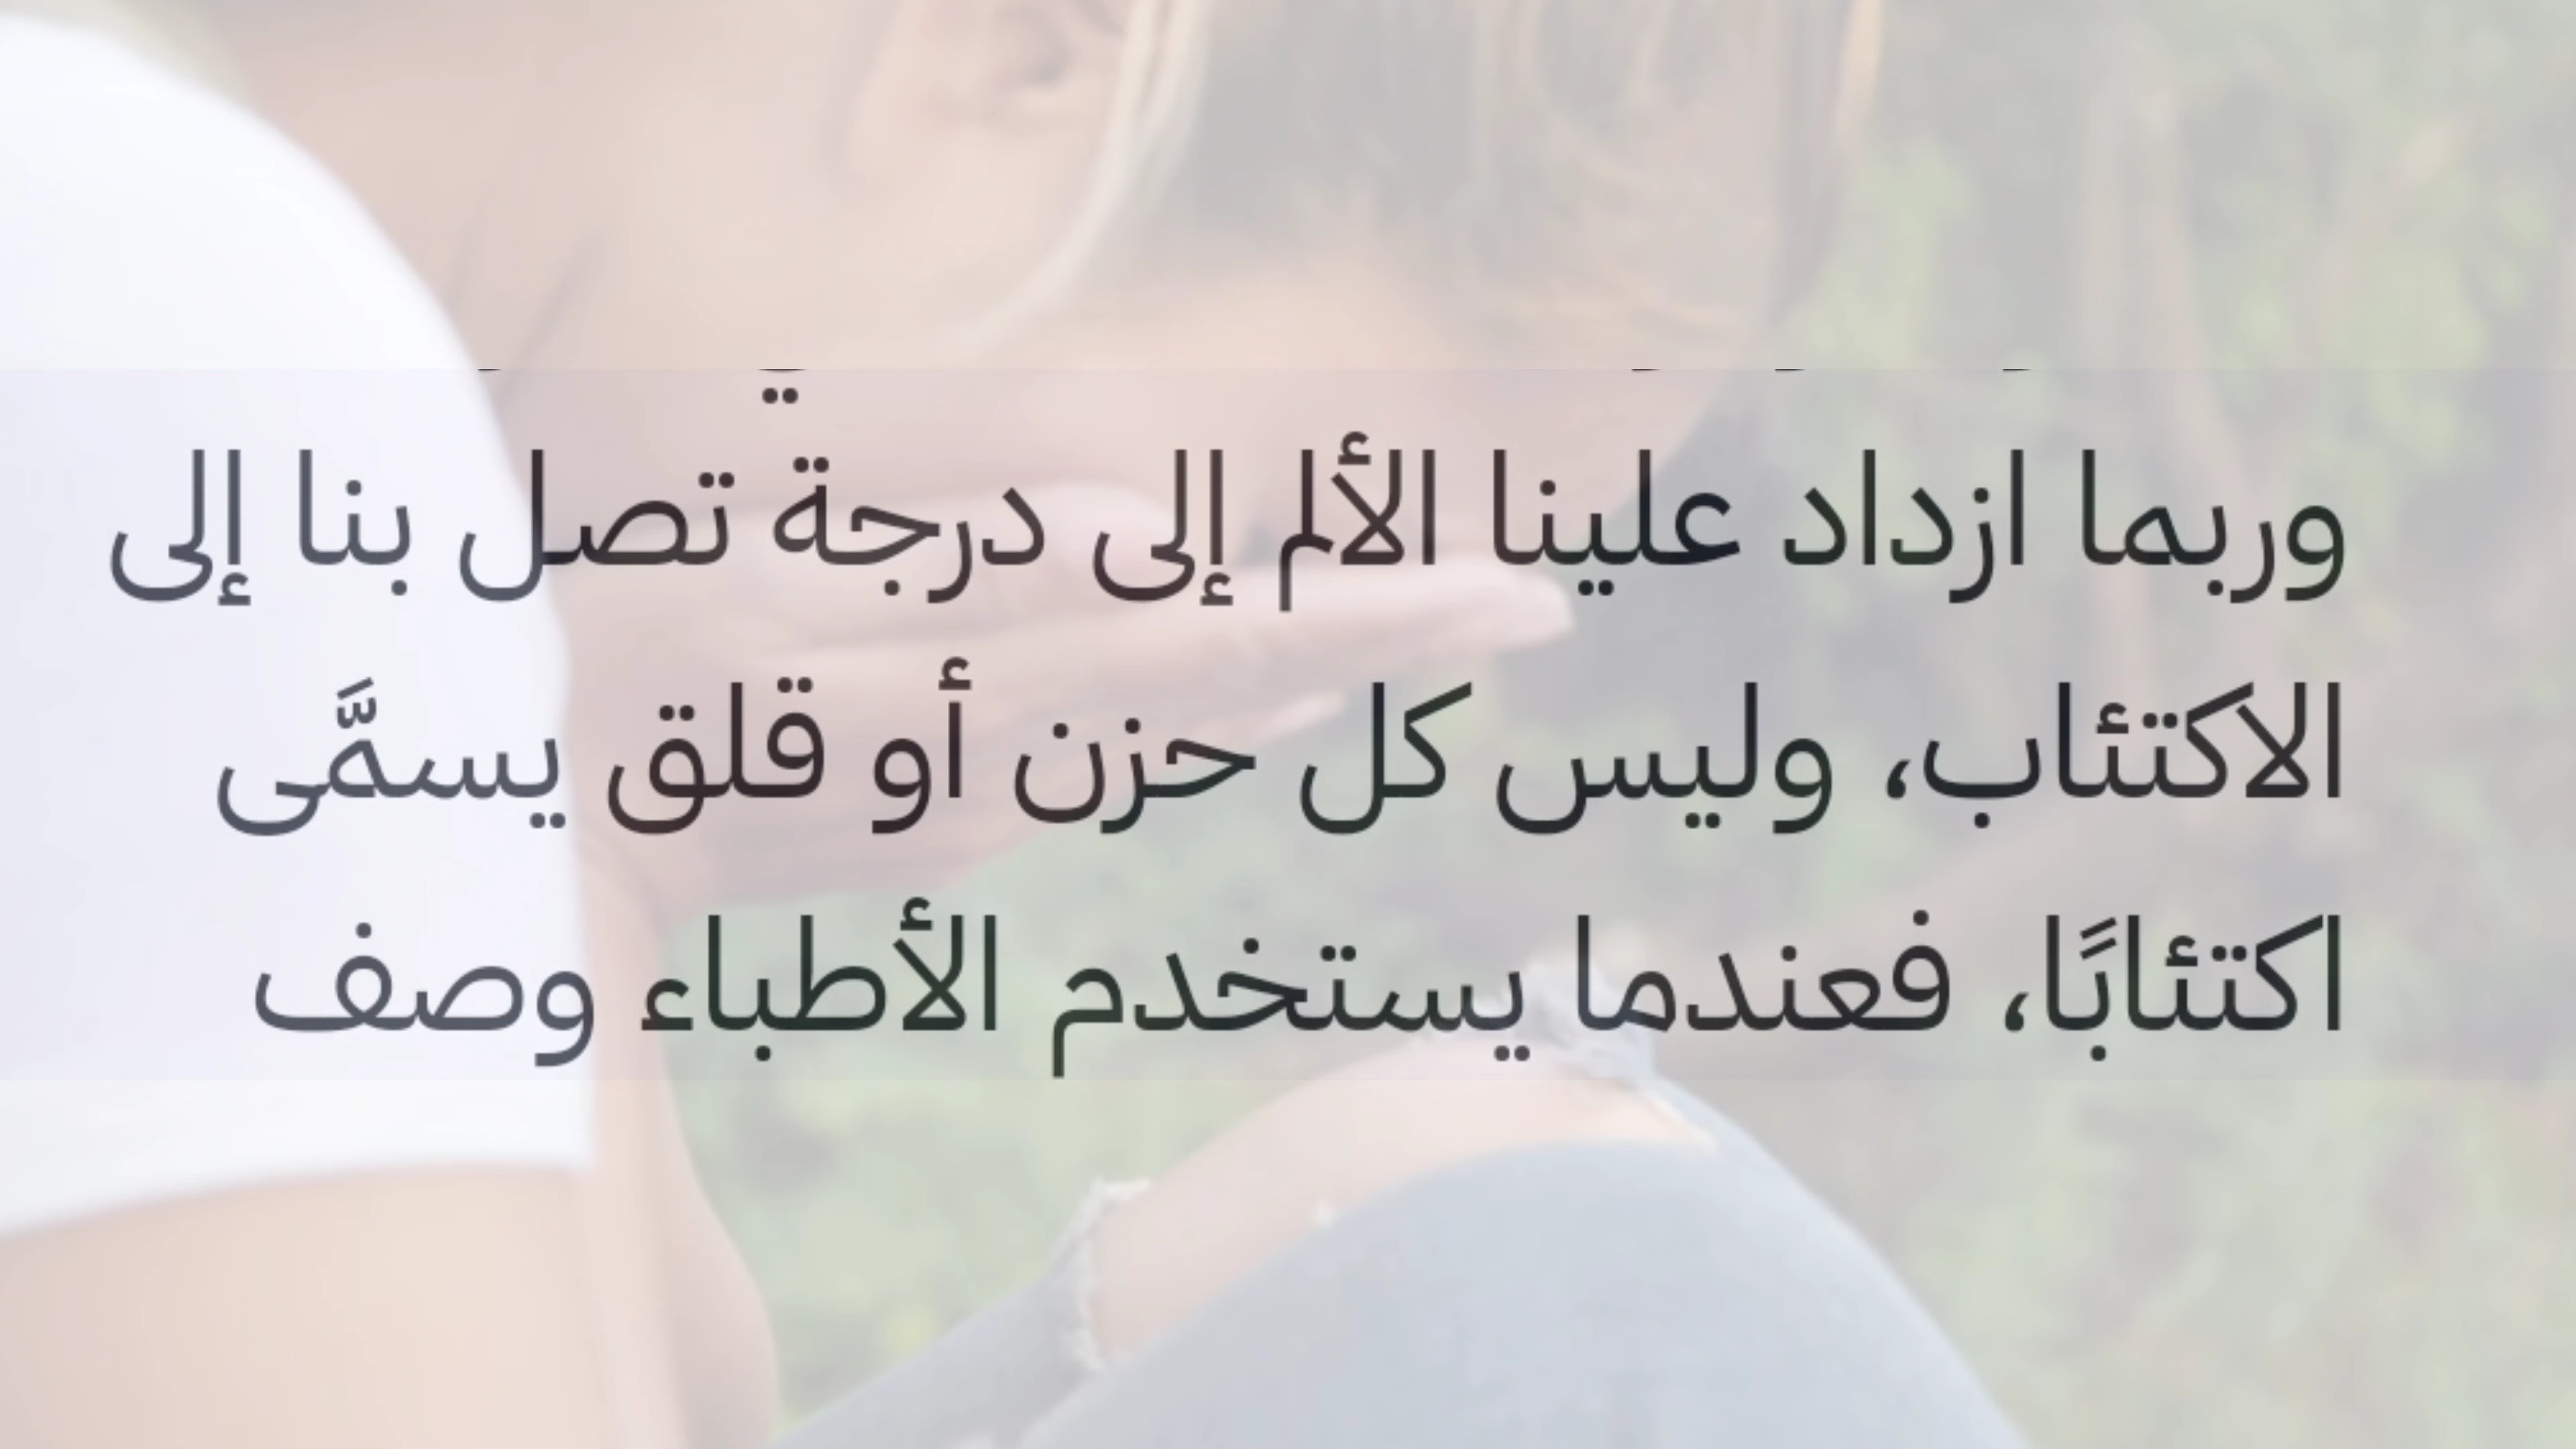 وربما ازداد علينا الألم إلى درجة تصل بنا إلى
الاكتئاب، وليس كل حزن أو قلق يسمَّى
اكتئابًا، فعندما يستخدم الأطباء وصف